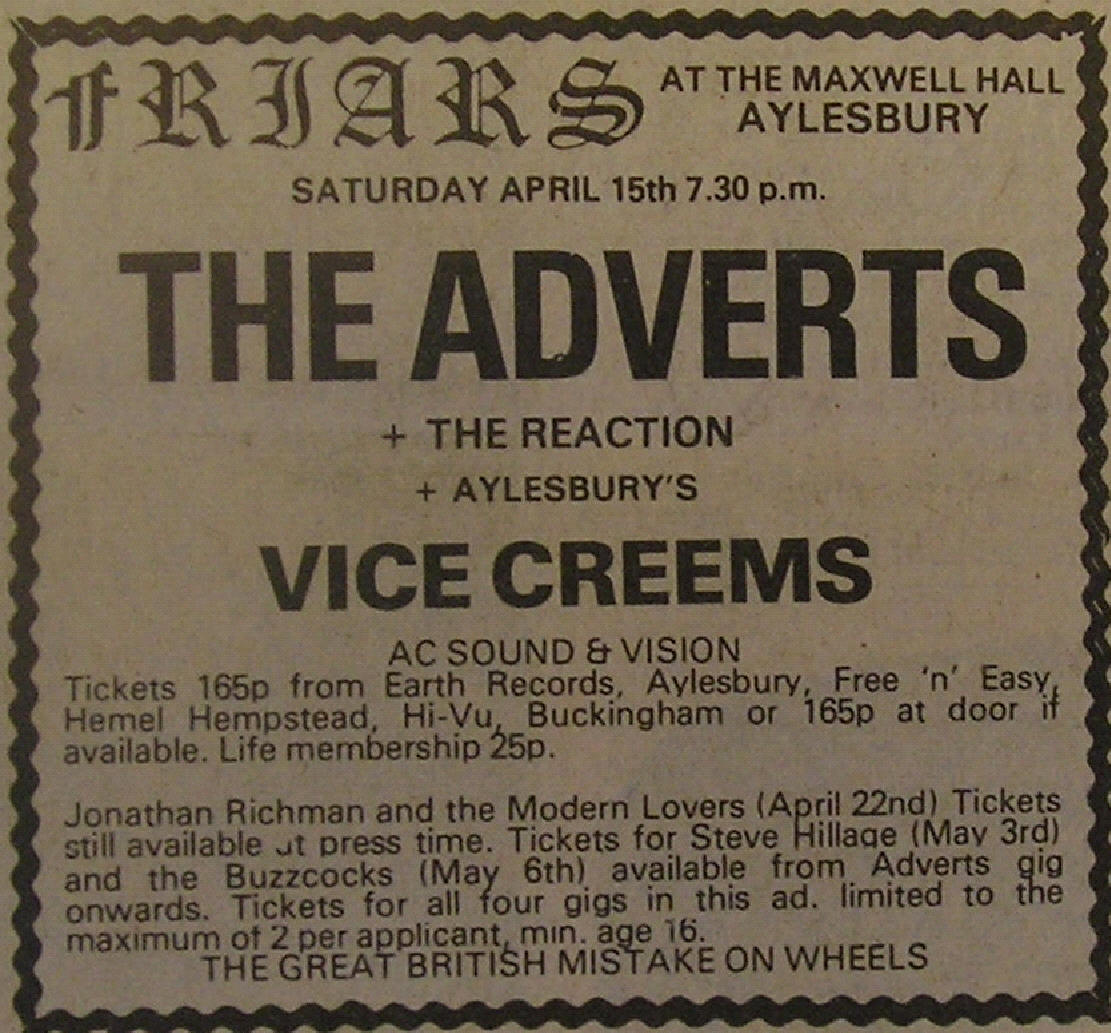 fRIARS AT THE MAXWELL HALL
AYLESBURY
SATURDAY APRIL 15th 7.30 p.m.
THE ADVERTS
+ THE REACTION
+ AYLESBURY'S
VICE CREEMS
AC SOUND & VISION
Tickets 165p from Earth Records, Aylesbury, Free 'n' Easy,
Hemel Hempstead, Hi-Vu, Buckingham or 165p at door if
available. Life membership 25p.
Jonathan Richman and the Modern Lovers (April 22nd) Tickets
still available at press time. Tickets for Steve Hillage (May 3rd)
and the Buzzcocks (May 6th) available from Adverts gig
onwards. Tickets for all four gigs in this ad. limited to the
maximum of 2 per applicant, min. age 16.
THE GREAT BRITISH MISTAKE ON WHEELS